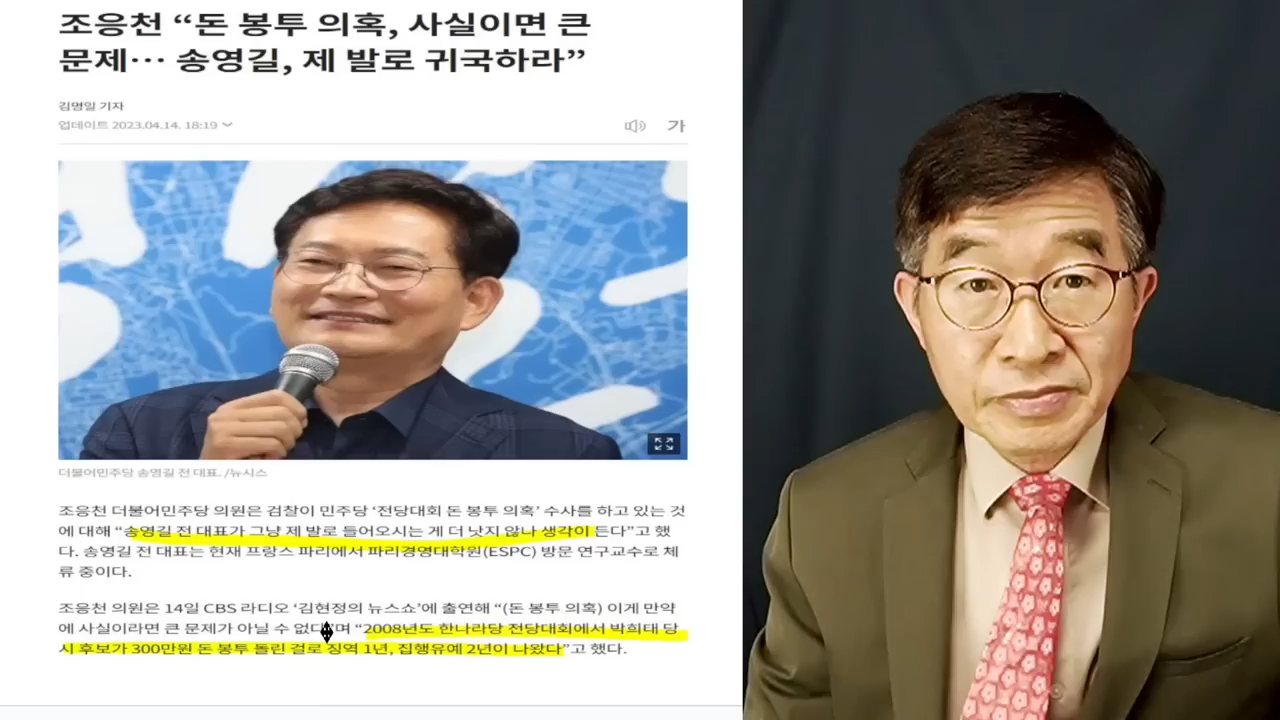 조응천 “돈 봉투 의혹, 사실이면 큰
문제… 송영길, 제 발로 귀국하라”
김명일 기자
업데이트 2023.04.14. 18:19
가
더불어민주당 송영길 전 대표. /뉴시스
조응천 더불어민주당 의원은 검찰이 민주당 ‘전당대회 돈 봉투 의혹’ 수사를 하고 있는 것
에 대해 “송영길 전 대표가 그냥 제 발로 들어오시는 게 더 낫지 않나 생각이 든다”고 했
다. 송영길 전 대표는 현재 프랑스 파리에서 파리경영대학원(ESPC) 방문 연구교수로 체
류 중이다.
조응천 의원은 14일 CBS 라디오 ‘김현정의 뉴스쇼’에 출연해 “(돈 봉투 의혹) 이게 만약
에 사실이라면 큰 문제가 아닐 수 “2008년도 한나라당 전당대회에서 박희태 당
시 후보가 300만원 돈 봉투 돌린 걸로 징역 1년, 집행유예 2년이 나왔다”고 했다.